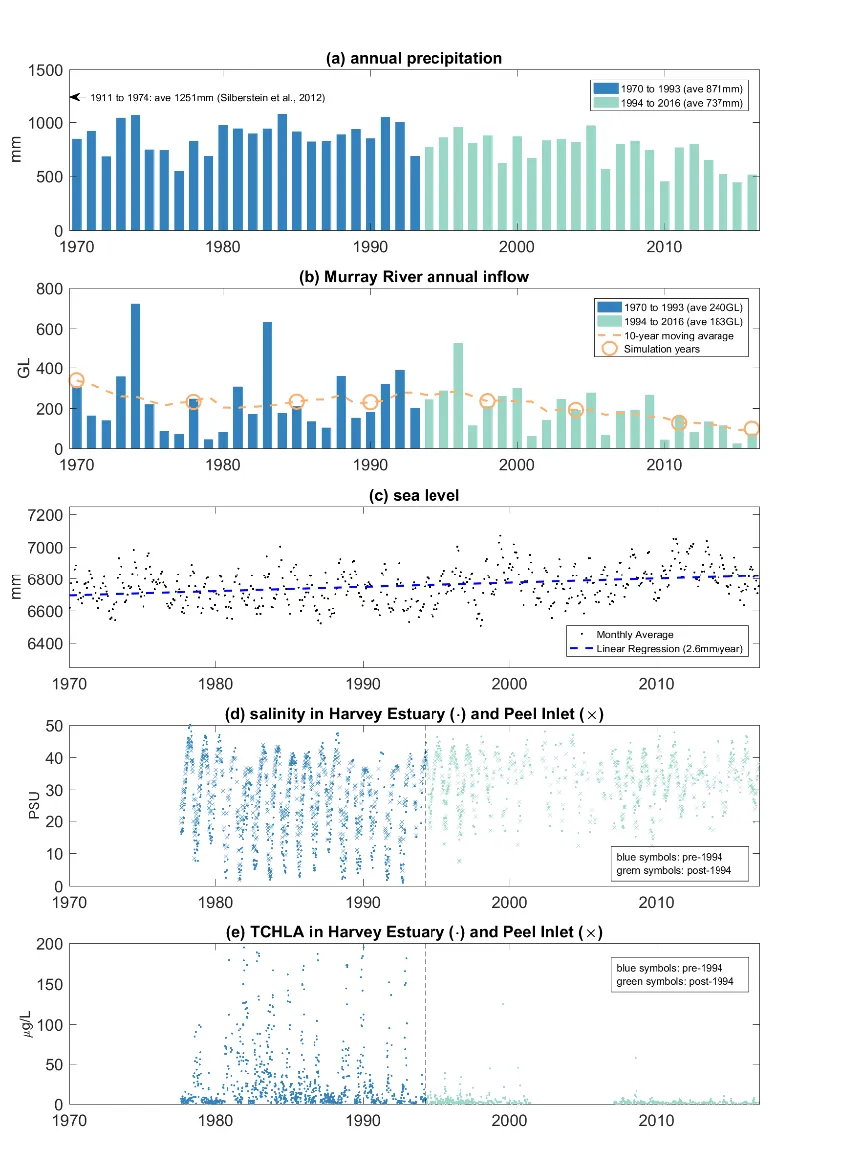 (a) annual precipitation
1500
1911 to 1974: ave 1251mm (Silberstein et al., 2012)
1970 to 1993 (ave 871mm)
1994 to 2016 (ave 737mm)
1000
mm
500
0
1970 1980 1990 2000 2010
(b) Murray River annual inflow
800
1970 to 1993 (ave 240GL)
1994 to 2016 (ave 183GL)
10-year moving avarage
Simulation years
600
GL
400
200
0
1970 1980 1990 2000 2010
(c) sea level
7200
7000
mm
6800
6600
6400
Monthly Average
Linear Regression (2.6mm/year)
1970 1980 1990 2000 2010
(d) salinity in Harvey Estuary (·) and Peel Inlet (×)
50
40
30
PSU
20
10
0
blue symbols: pre-1994
green symbols: post-1994
1970 1980 1990 2000 2010
(e) TCHLA in Harvey Estuary (·) and Peel Inlet (×)
200
blue symbols: pre-1994
green symbols: post-1994
150
μg/L
100
50
0
1970 1980 1990 2000 2010